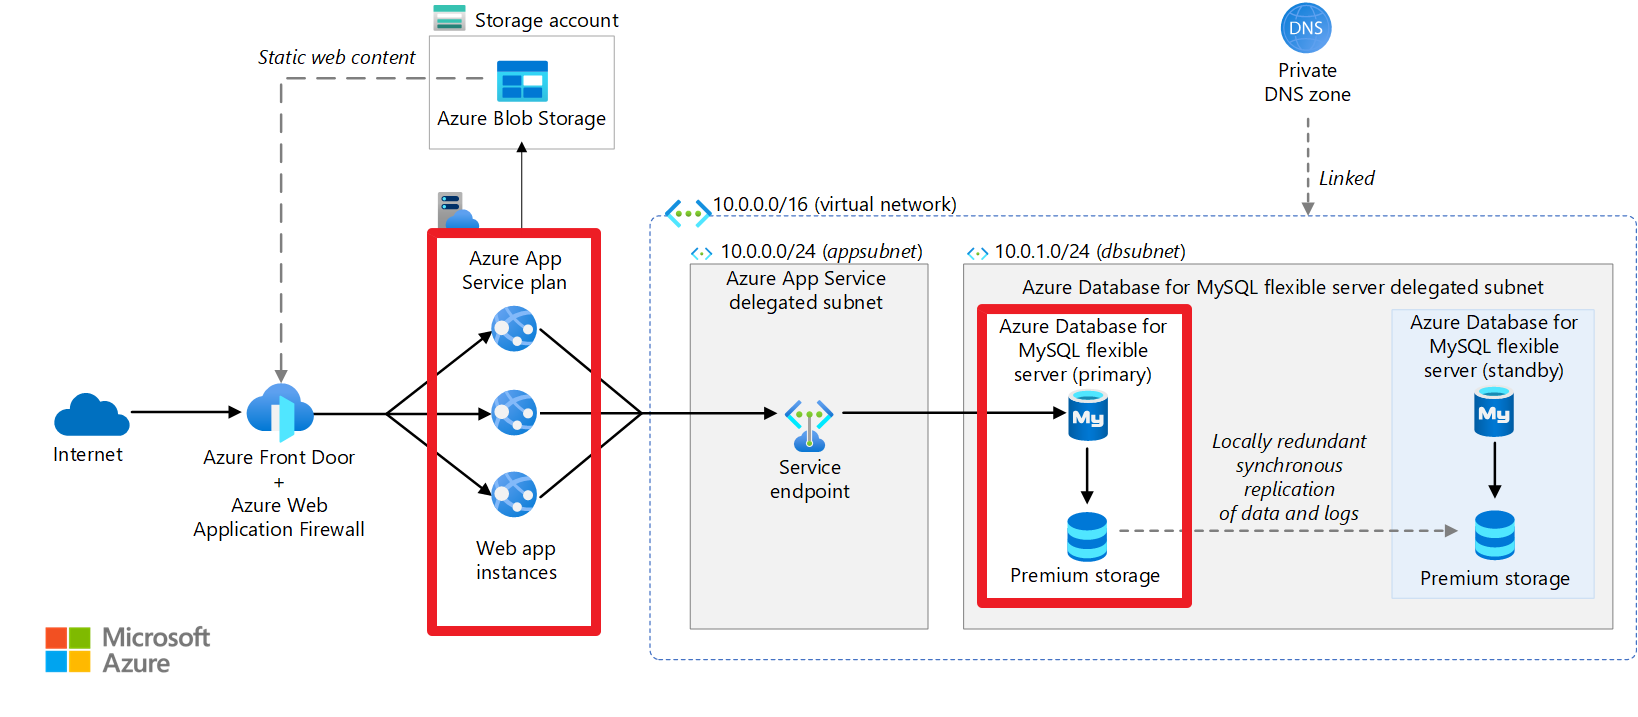 Storage account
Static web content
Azure Blob Storage
DNS
Private
DNS zone
Linked
10.0.0.0/16 (virtual network)
10.0.0.0/24 (appsubnet)
10.0.1.0/24 (dbsubnet)
Azure App
Service plan
Azure App Service
delegated subnet
Azure Database for MySQL flexible server delegated subnet
Azure Database for
MySQL flexible
server (primary)
My
Azure Database for
MySQL flexible
server (standby)
My
Internet
Azure Front Door
+
Azure Web
Application Firewall
Web app
instances
Service
endpoint
Locally redundant
synchronous
replication
of data and logs
Premium storage
Premium storage
Microsoft
Azure